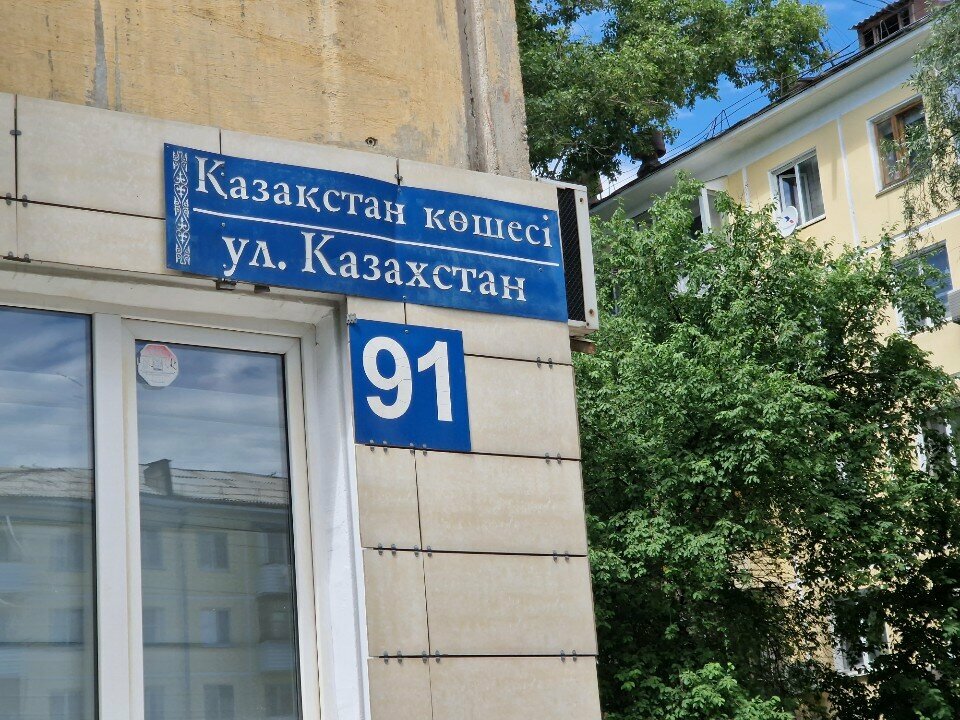 Қазақстан көшесі
ул. Казахстан
91